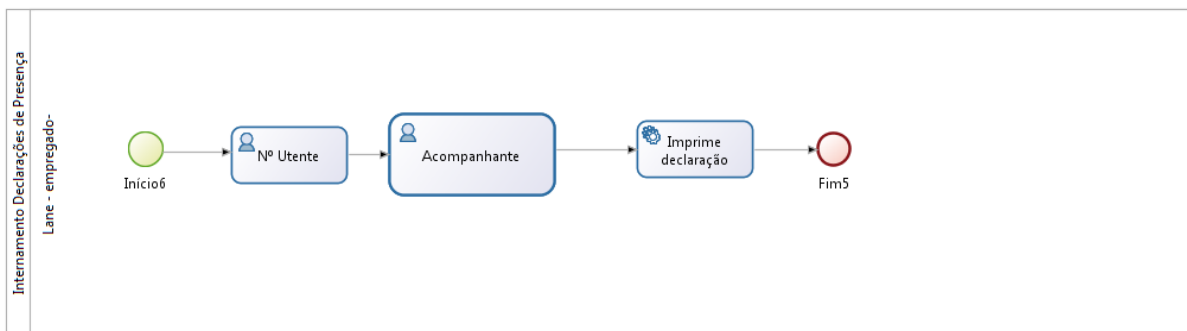 Internamento Declarações de Presença
Lane - empregado-
Início6
Nº Utente
Acompanhante
Imprime
declaração
Fim5